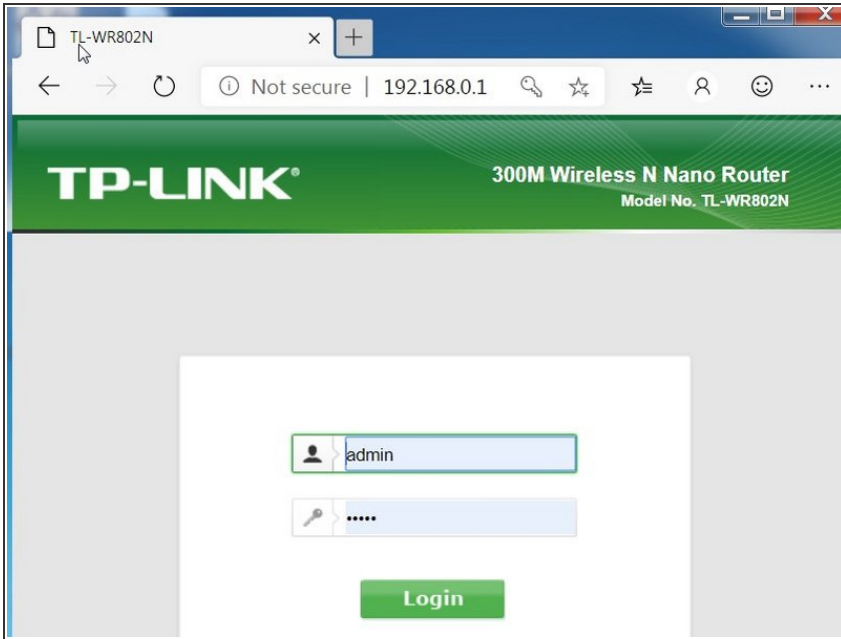 TL-WR802N
Not secure | 192.168.0.1
TP-LINK®
300M Wireless N Nano Router
Model No. TL-WR802N
admin
•••••
Login